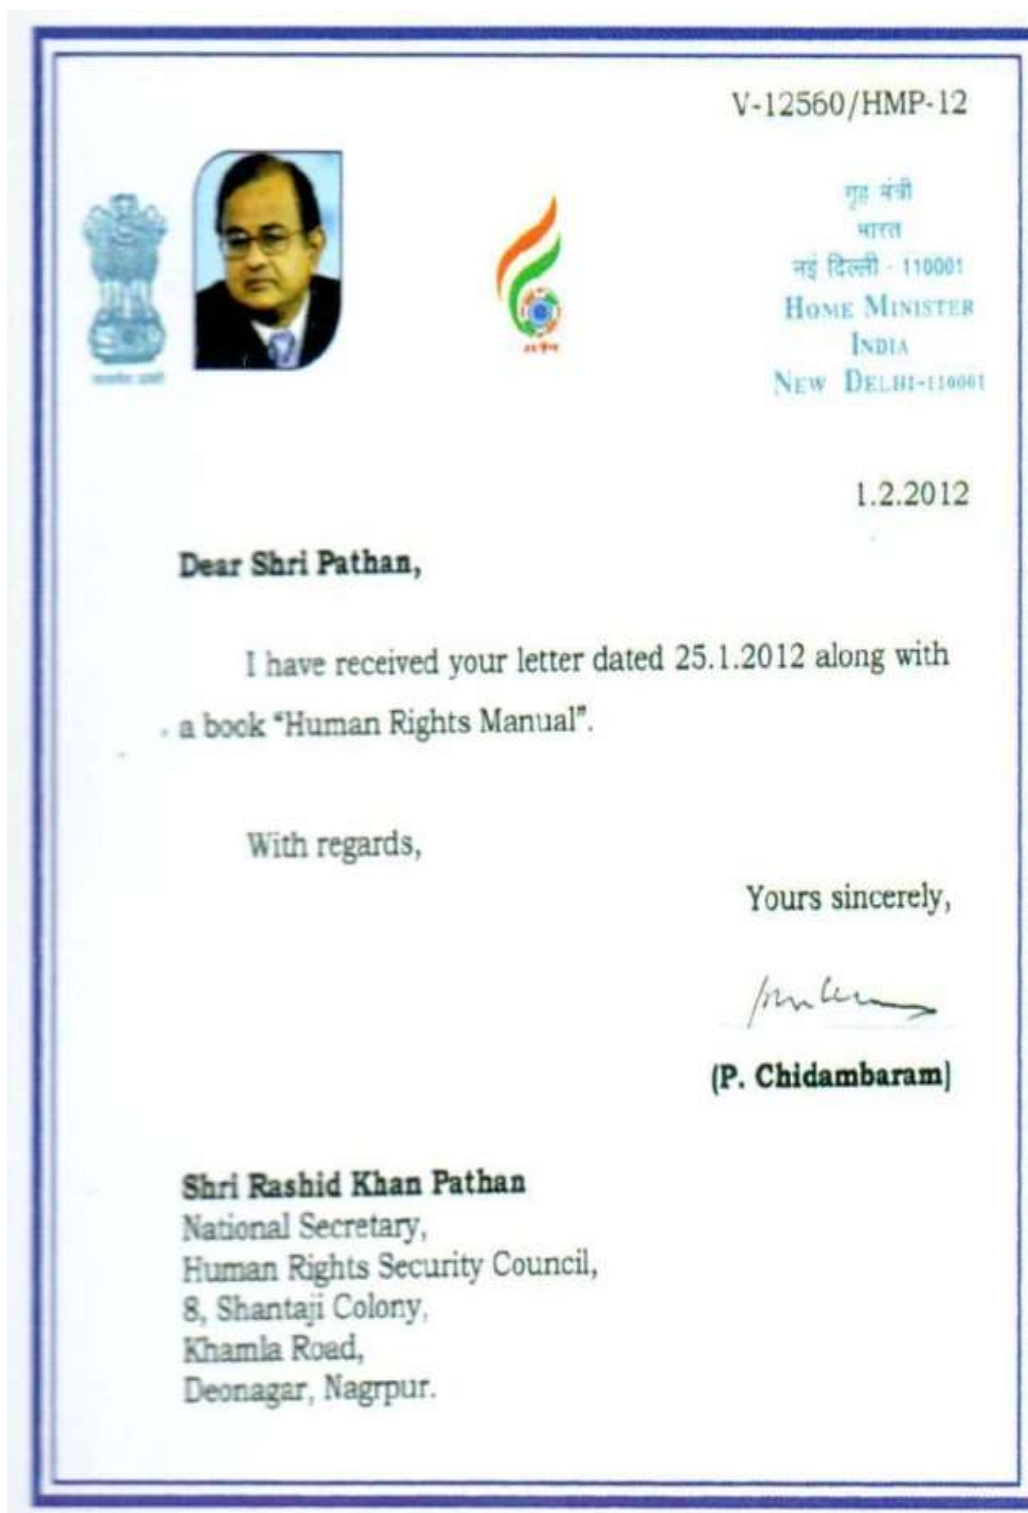 V-12560/HMP-12
गृह मंत्री
भारत
नई दिल्ली - 110001
HOME MINISTER
INDIA
NEW DELHI-110001
1.2.2012
Dear Shri Pathan,
I have received your letter dated 25.1.2012 along with
a book “Human Rights Manual”.
With regards,
Yours sincerely,
(P. Chidambaram)
Shri Rashid Khan Pathan
National Secretary,
Human Rights Security Council,
8, Shantaji Colony,
Khamla Road,
Deonagar, Nagrpur.